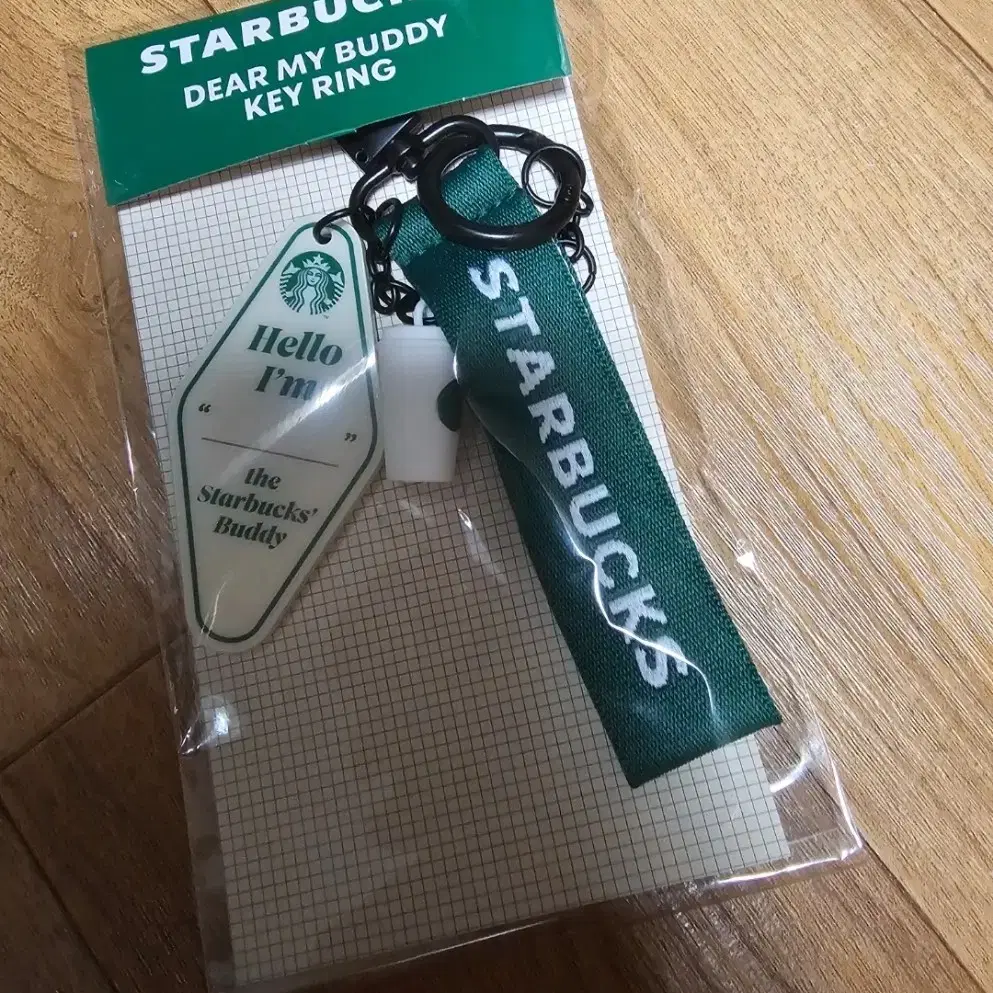 STARBUCKS
DEAR MY BUDDY
KEY RING
Hello
I'm
“
”
the
Starbucks'
Buddy
STARBUCKS